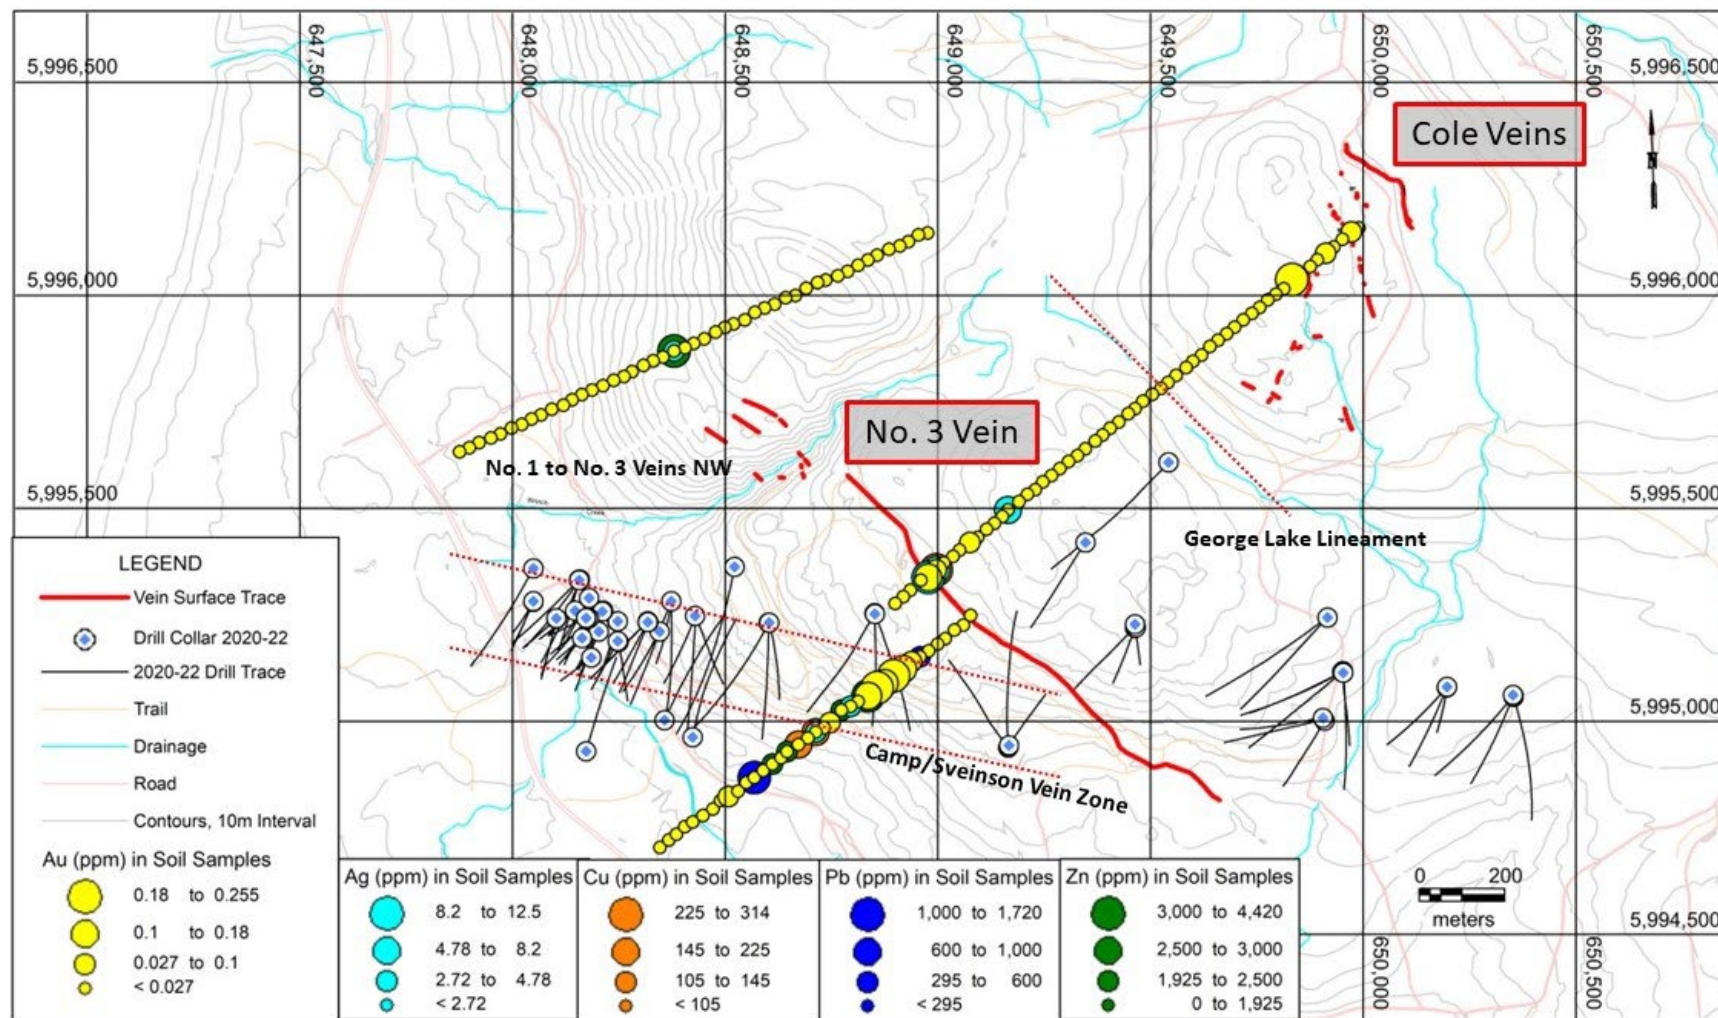 647,500
648,000
648,500
649,000
649,500
650,000
650,500
5,996,500
5,996,500
Cole Veins
N
5,996,000
5,996,000
No. 3 Vein
No. 1 to No. 3 Veins NW
5,995,500
5,995,500
Creek
George Lake Lineament
5,995,000
Camp/Sveinson Vein Zone
LEGEND
Vein Surface Trace
Drill Collar 2020-22
2020-22 Drill Trace
Trail
Drainage
Road
Contours, 10m Interval
Au (ppm) in Soil Samples
0.18 to 0.255
0.1 to 0.18
0.027 to 0.1
< 0.027
Ag (ppm) in Soil Samples
8.2 to 12.5
4.78 to 8.2
2.72 to 4.78
< 2.72
Cu (ppm) in Soil Samples
225 to 314
145 to 225
105 to 145
< 105
Pb (ppm) in Soil Samples
1,000 to 1,720
600 to 1,000
295 to 600
< 295
Zn (ppm) in Soil Samples
3,000 to 4,420
2,500 to 3,000
1,925 to 2,500
0 to 1,925
0 200
meters
5,994,500
650,000
650,500